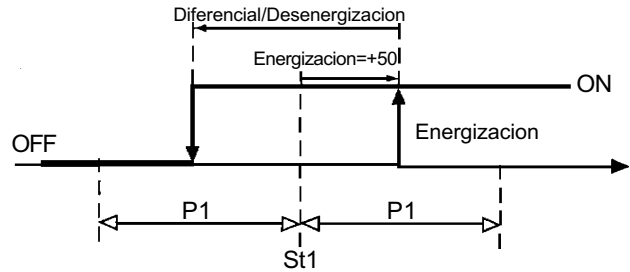 Diferencial/Desenergizacion
Energizacion=+50
ON
OFF
Energizacion
P1
P1
St1